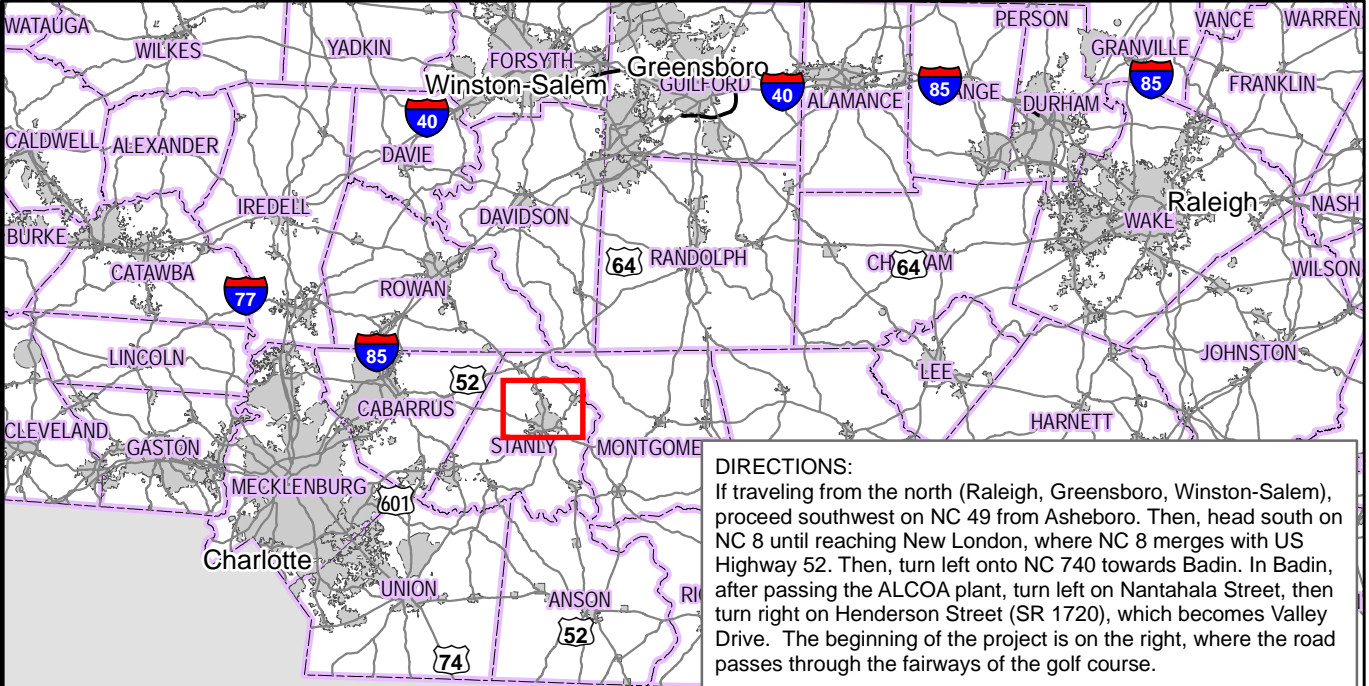 WATAUGA
WILKES
YADKIN
FORSYTH
Winston-Salem
Greensboro
GUILFORD
PERSON
VANCE
WARREN
GRANVILLE
FRANKLIN
40
40
ALAMANCE
85
ANGE
DURHAM
85
CALDWELL
ALEXANDER
DAVIE
IREDELL
DAVIDSON
Raleigh
NASH
WAKE
BURKE
CATAWBA
ROWAN
64
RANDOLPH
CH
64
AM
WILSON
77
LINCOLN
85
52
CABARRUS
LEE
JOHNSTON
HARNETT
CLEVELAND
GASTON
STANLY
MONTGOME
MECKLENBURG
601
Charlotte
UNION
ANSON
RI
52
74
DIRECTIONS:
If traveling from the north (Raleigh, Greensboro, Winston-Salem),
proceed southwest on NC 49 from Asheboro. Then, head south on
NC 8 until reaching New London, where NC 8 merges with US
Highway 52. Then, turn left onto NC 740 towards Badin. In Badin,
after passing the ALCOA plant, turn left on Nantahala Street, then
turn right on Henderson Street (SR 1720), which becomes Valley
Drive. The beginning of the project is on the right, where the road
passes through the fairways of the golf course.